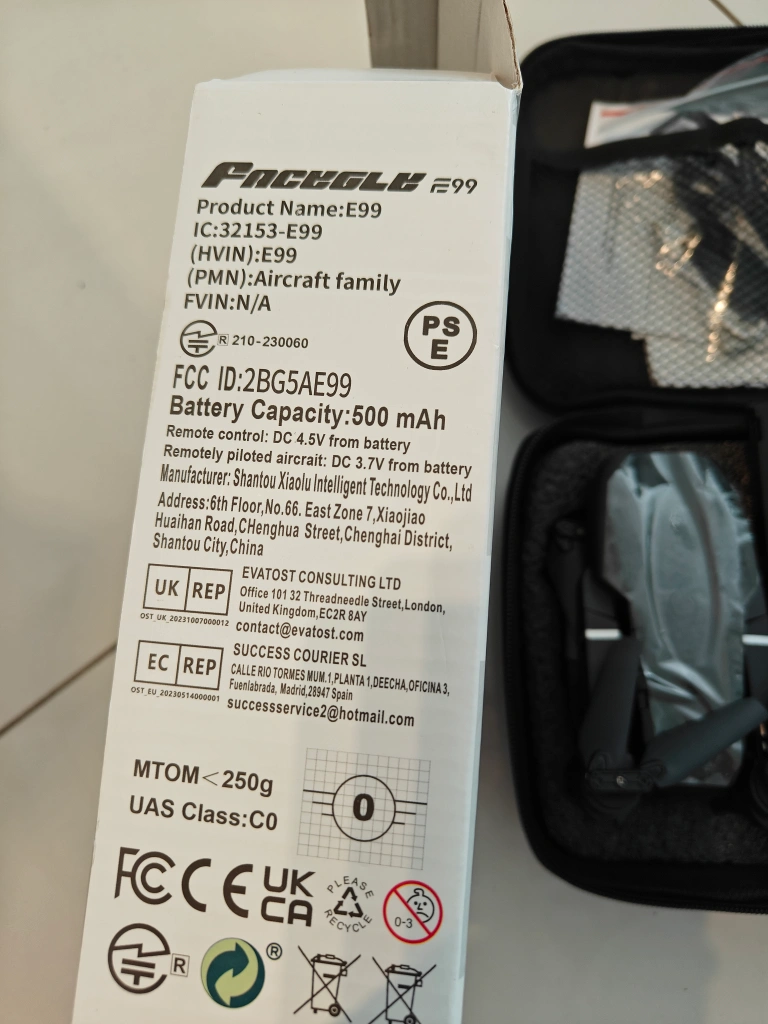 FNCEGLE E99
Product Name:E99
IC:32153-E99
(HVIN):E99
(PMN):Aircraft family
FVIN:N/A
R 210-230060
PS
E
FCC ID:2BG5AE99
Battery Capacity:500 mAh
Remote control: DC 4.5V from battery
Remotely piloted aircrait: DC 3.7V from battery
Manufacturer: Shantou Xiaolu Intelligent Technology Co.,Ltd
Address:6th Floor,No.66. East Zone 7,Xiaojiao
Huaihan Road,CHenghua Street,Chenghai District,
Shantou City,China
UK REP
OST_UK_20231007000012
EVATOST CONSULTING LTD
Office 101 32 Threadneedle Street,London,
United Kingdom,EC2R 8AY
contact@evatost.com
EC REP
OST_EU_20230514000001
SUCCESS COURIER SL
CALLE RIO TORMES MUM.1,PLANTA 1,DEECHA,OFICINA 3,
Fuenlabrada, Madrid,28947 Spain
successservice2@hotmail.com
MTOM<250g
UAS Class:C0
0
FC CE UK
CA
PLEASE
RECYCLE
0-3
R
®